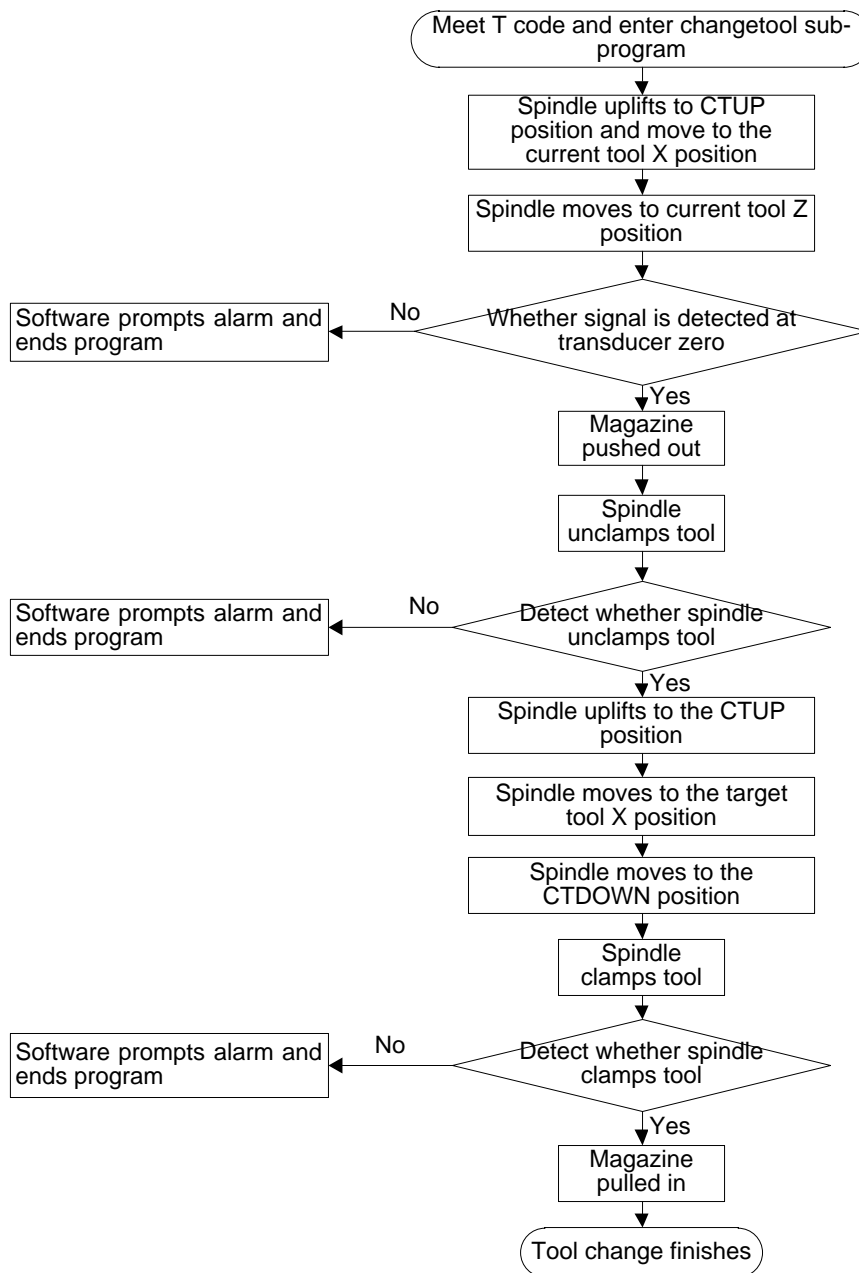 Meet T code and enter changetool sub-
program
Spindle uplifts to CTUP
position and move to the
current tool X position
Spindle moves to current tool Z
position
Whether signal is detected at
transducer zero
No
Software prompts alarm and
ends program
Yes
Magazine
pushed out
Spindle
unclamps tool
Detect whether spindle
unclamps tool
No
Software prompts alarm and
ends program
Yes
Spindle uplifts to the CTUP
position
Spindle moves to the target
tool X position
Spindle moves to the
CTDOWN position
Spindle
clamps tool
Detect whether spindle
clamps tool
No
Software prompts alarm and
ends program
Yes
Magazine
pulled in
Tool change finishes